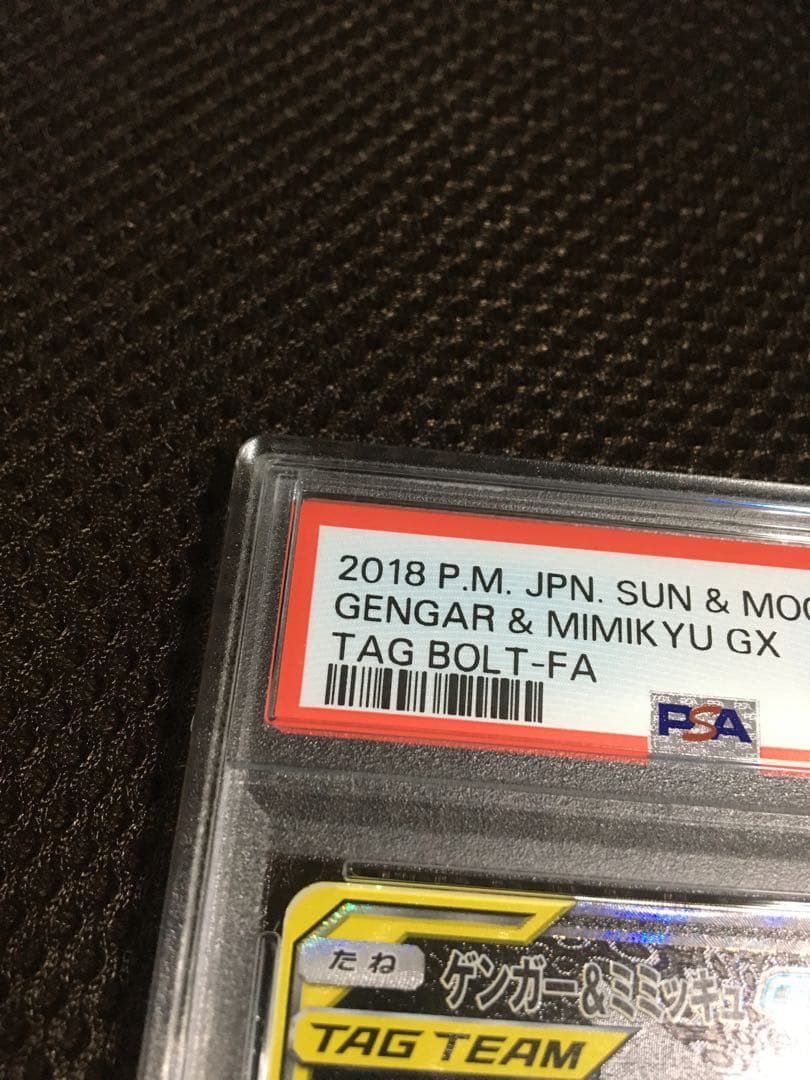 2018 P.M. JPN. SUN & MOO
GENGAR & MIMIKYU GX
TAG BOLT-FA
PSA
たね
ゲンガー&ミミッキュ
TAG TEAM